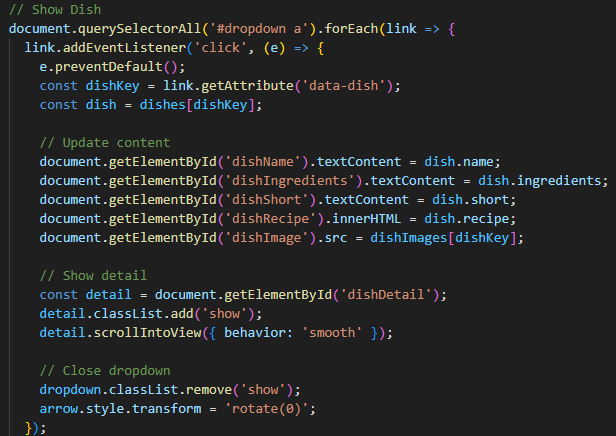 // Show Dish
document.querySelectorAll('#dropdown a').forEach(link => {
  link.addEventListener('click', (e) => {
    e.preventDefault();
    const dishKey = link.getAttribute('data-dish');
    const dish = dishes[dishKey];

    // Update content
    document.getElementById('dishName').textContent = dish.name;
    document.getElementById('dishIngredients').textContent = dish.ingredients;
    document.getElementById('dishShort').textContent = dish.short;
    document.getElementById('dishRecipe').innerHTML = dish.recipe;
    document.getElementById('dishImage').src = dishImages[dishKey];

    // Show detail
    const detail = document.getElementById('dishDetail');
    detail.classList.add('show');
    detail.scrollIntoView({ behavior: 'smooth' });

    // Close dropdown
    dropdown.classList.remove('show');
    arrow.style.transform = 'rotate(0)';
  });